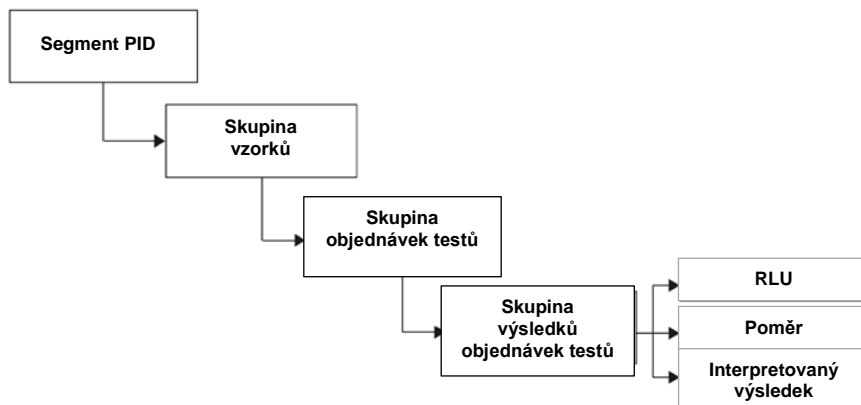 Segment PID
Skupina
vzorků
Skupina
objednávek testů
Skupina
výsledků
objednávek testů
RLU
Poměr
Interpretovaný
výsledek